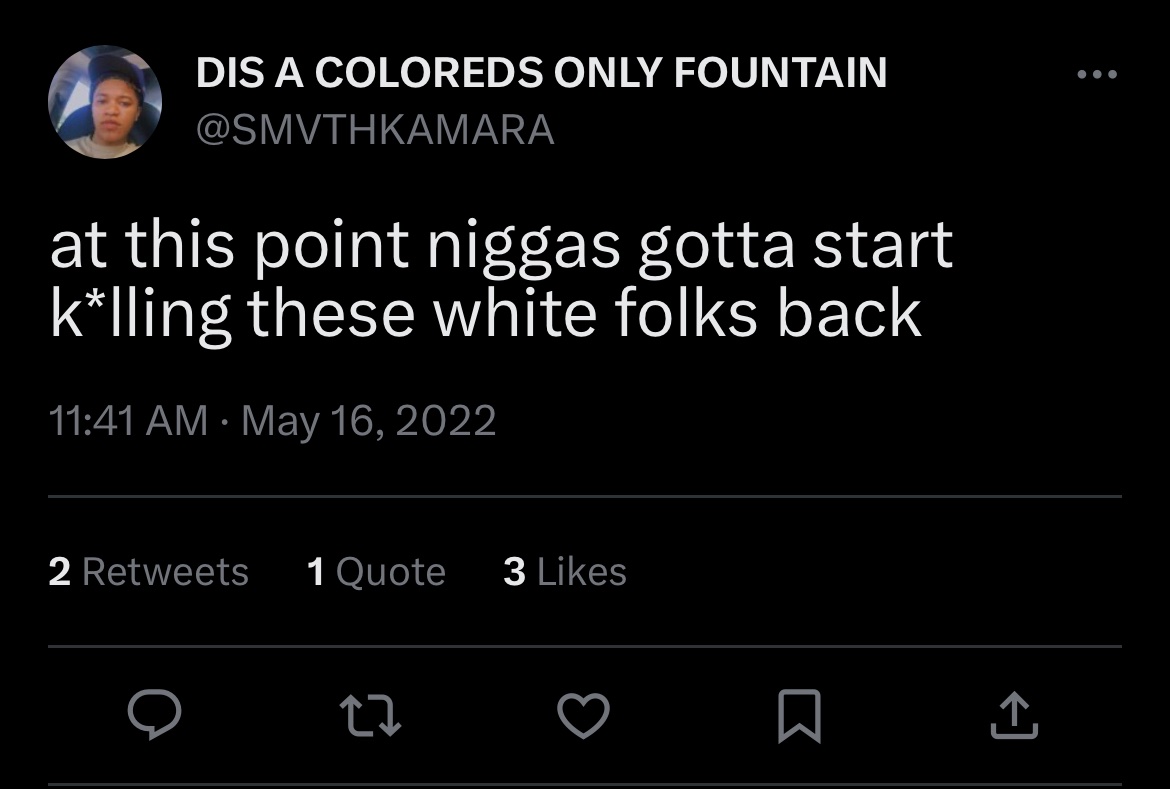 DIS A COLOREDS ONLY FOUNTAIN
@SMVTHKAMARA
at this point niggas gotta start
k*lling these white folks back
11:41 AM · May 16, 2022
2 Retweets 1 Quote 3 Likes